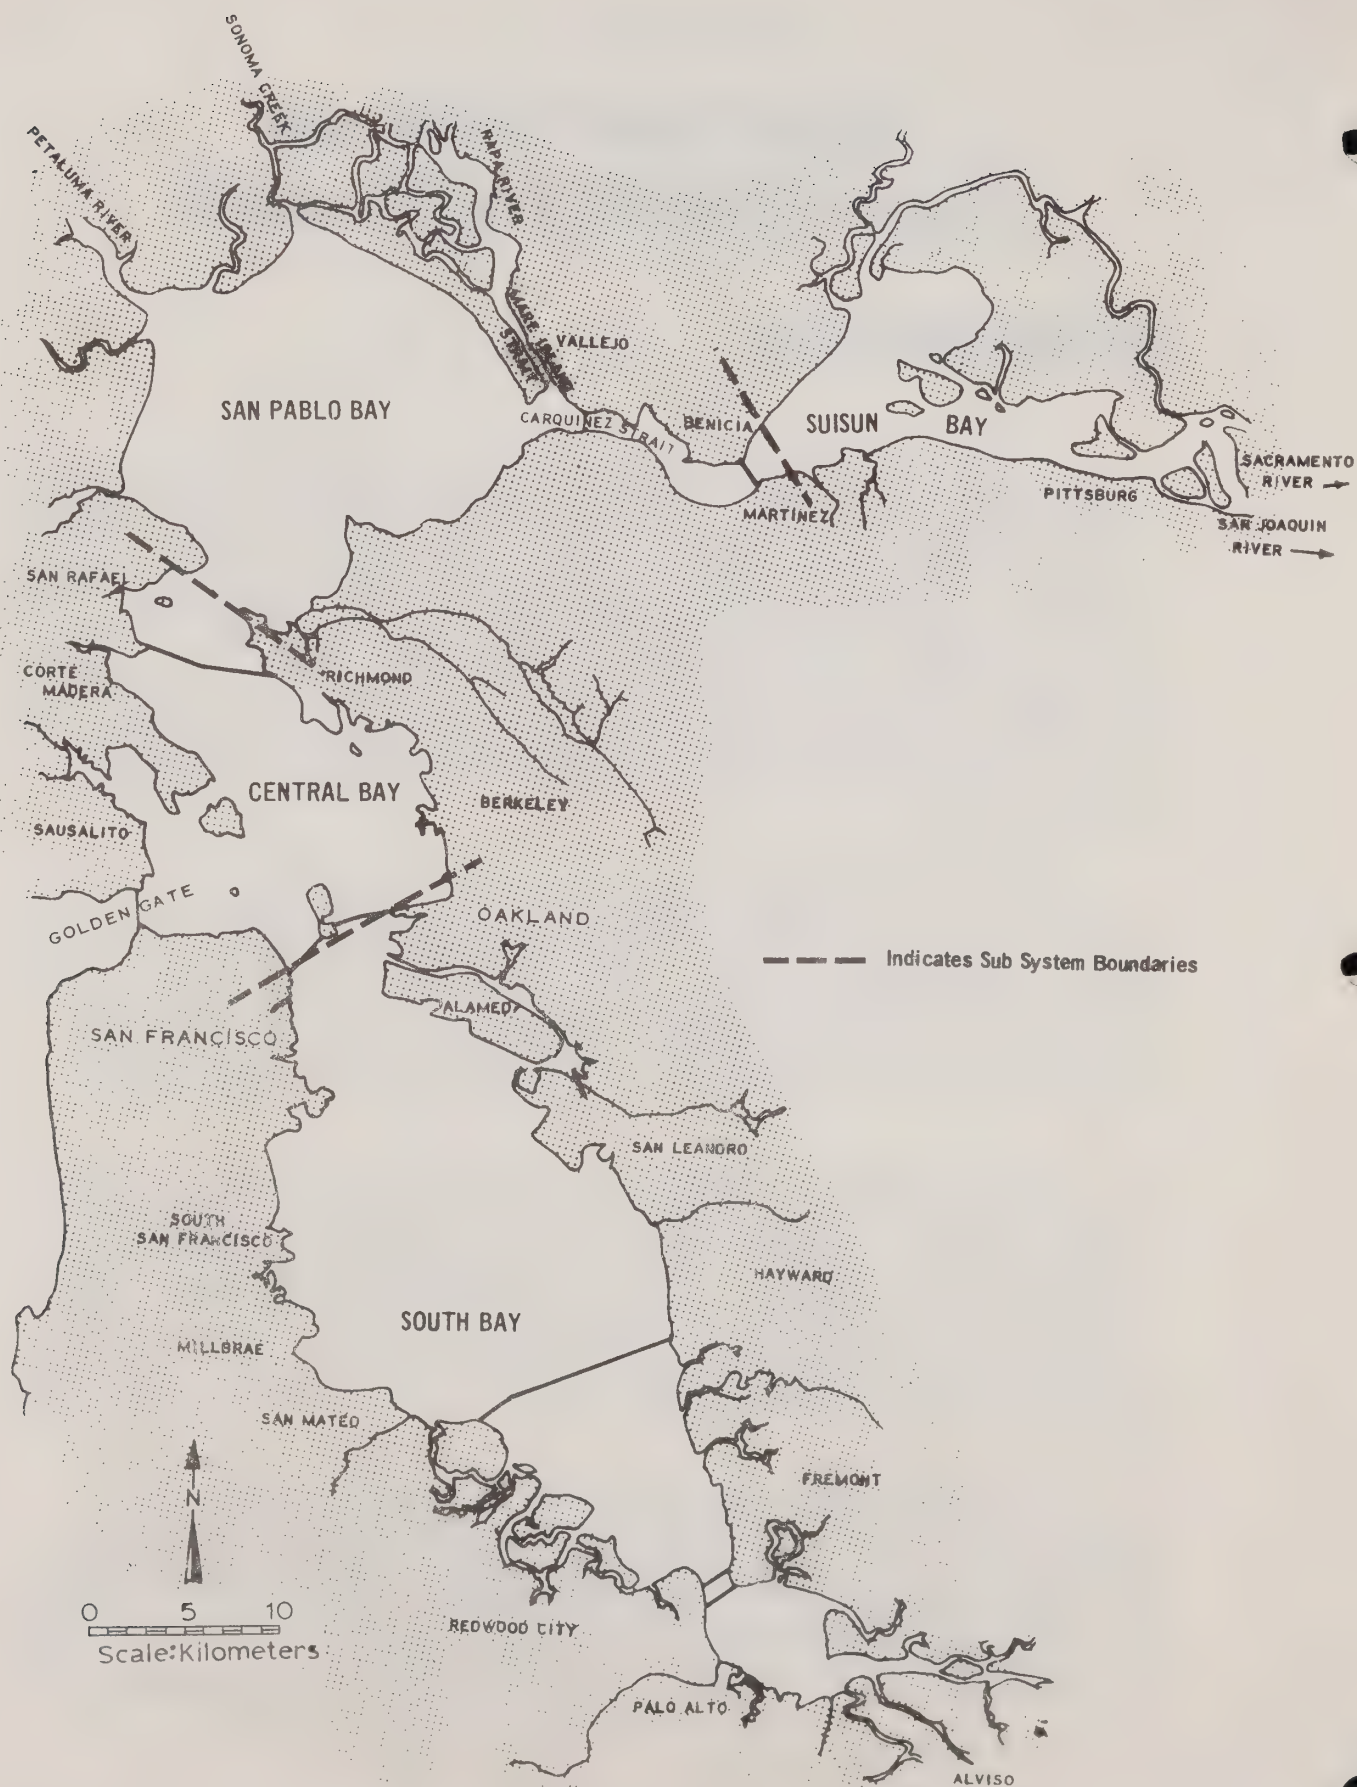 SONOMA CREEK
PETALUMA RIVER
NAPA RIVER
MARE ISLAND
STRAIT
VALLEJO
SAN PABLO BAY
CARQUINEZ STRAIT
BENICIA
SUISUN BAY
SACRAMENTO
RIVER
PITTSBURG
MARTINEZ
SAN JOAQUIN
RIVER
SAN RAFAEL
CORTE
MADERA
RICHMOND
CENTRAL BAY
BERKELEY
SAUSALITO
GOLDEN GATE
OAKLAND
Indicates Sub System Boundaries
ALAMEDA
SAN FRANCISCO
SAN LEANDRO
SOUTH
SAN FRANCISCO
HAYWARD
SOUTH BAY
MILLBRAE
SAN MATEO
FREMONT
N
0 5 10
Scale:Kilometers
REDWOOD CITY
PALO ALTO
ALVISO